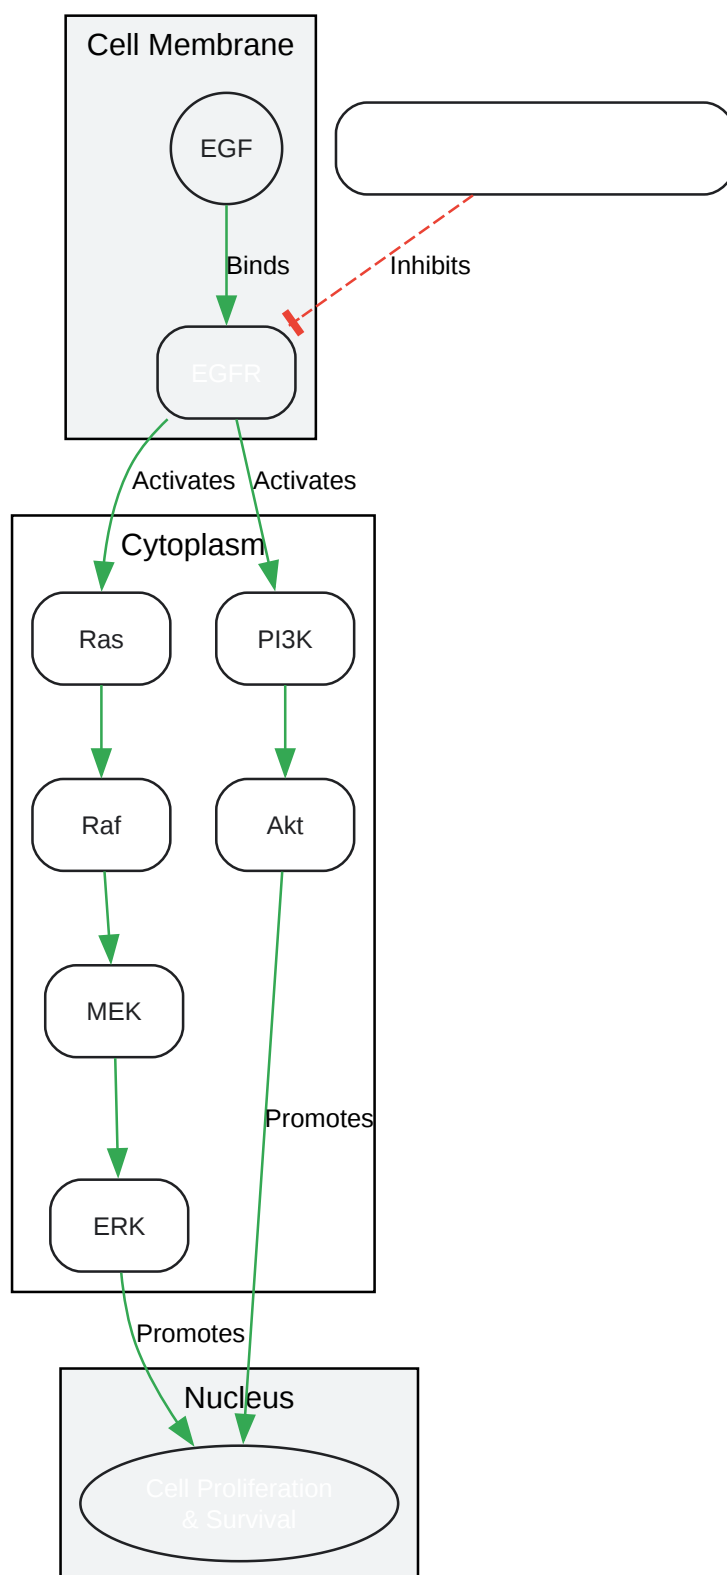 Cell Membrane
EGF
Binds
Inhibits
EGFR
Activates
Activates
Cytoplasm
Ras
PI3K
Raf
Akt
MEK
Promotes
ERK
Promotes
Nucleus
Cell Proliferation
& Survival